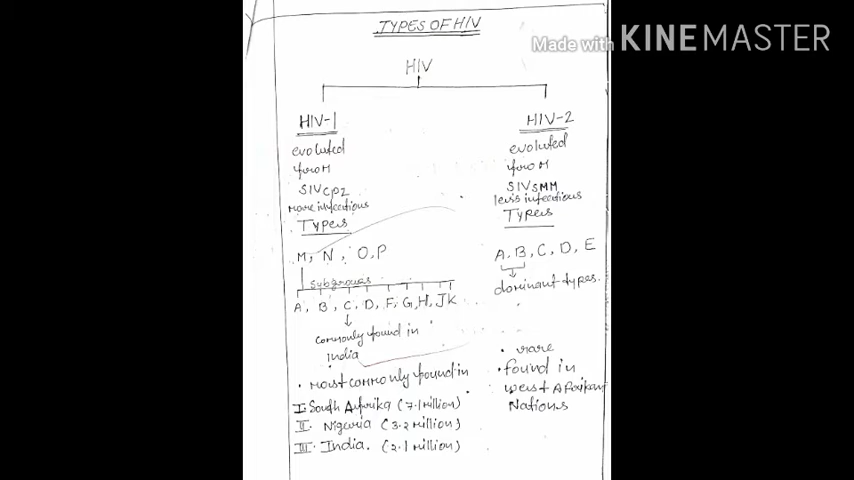 TYPES OF HIV
Made with KINEMASTER
HIV
HIV-1
evoluted
from
SIVcpz
more infectious
Types
M, N, O, P
Subgroups
A, B, C, D, F, G, H, J K
commonly found in
India
• most commonly found in
I. South Afrika (7.1 million)
II. Nigeria (3.2 million)
III. India. (2.1 million)
HIV-2
evoluted
from
SIVSMM
less infectious
Types
A, B, C, D, E
dominant types.
• rare
• found in
west Afrikan
Nations